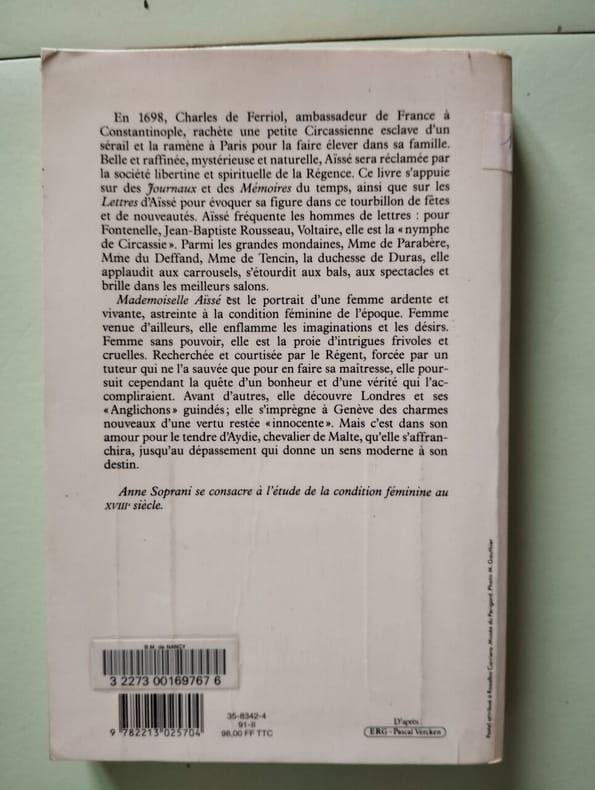 En 1698, Charles de Ferriol, ambassadeur de France à
Constantinople, rachète une petite Circassienne esclave d'un
sérail et la ramène à Paris pour la faire élever dans sa famille.
Belle et raffinée, mystérieuse et naturelle, Aïssé sera réclamée par
la société libertine et spirituelle de la Régence. Ce livre s'appuie
sur des Journaux et des Mémoires du temps, ainsi que sur les
Lettres d'Aïssé pour évoquer sa figure dans ce tourbillon de fêtes
et de nouveautés. Aïssé fréquente les hommes de lettres : pour
Fontenelle, Jean-Baptiste Rousseau, Voltaire, elle est la « nymphe
de Circassie ». Parmi les grandes mondaines, Mme de Parabère,
Mme du Deffand, Mme de Tencin, la duchesse de Duras, elle
applaudit aux carrousels, s'étourdit aux bals, aux spectacles et
brille dans les meilleurs salons.
Mademoiselle Aïssé est le portrait d'une femme ardente et
vivante, astreinte à la condition féminine de l'époque. Femme
venue d'ailleurs, elle enflamme les imaginations et les désirs.
Femme sans pouvoir, elle est la proie d'intrigues frivoles et
cruelles. Recherchée et courtisée par le Régent, forcée par un
tuteur qui ne l'a sauvée que pour en faire sa maîtresse, elle pour-
suit cependant la quête d'un bonheur et d'une vérité qui l'ac-
compliraient. Avant d'autres, elle découvre Londres et ses
« Anglichons » guindés ; elle s'imprègne à Genève des charmes
nouveaux d'une vertu restée « innocente ». Mais c'est dans son
amour pour le tendre d'Aydie, chevalier de Malte, qu'elle s'affran-
chira, jusqu'au dépassement qui donne un sens moderne à son
destin.
Anne Soprani se consacre à l'étude de la condition féminine au
XVIIIe siècle.
B.M. de NANCY
3 2273 00169767 6
35-8342-4
91-II
98,00 FF TTC
9 782213 025704
D'après
ERG - Pascal Vercken
Photo M. Gauthier